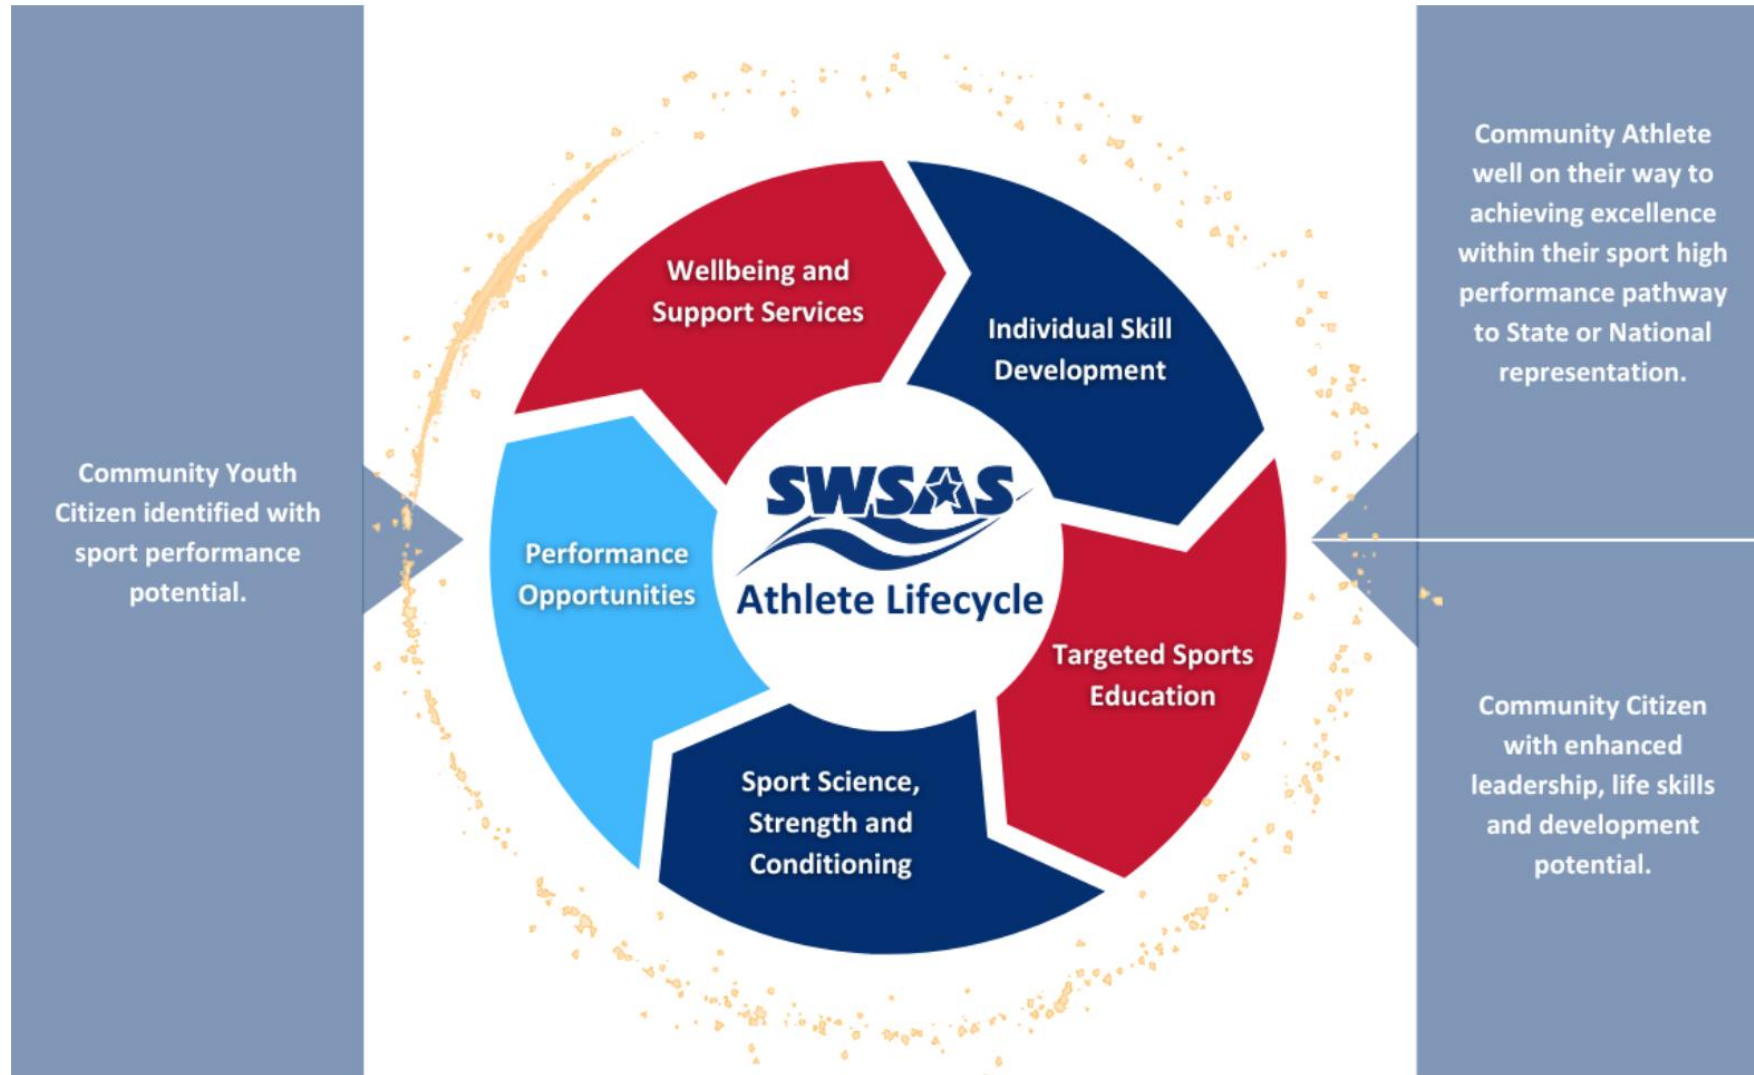 Community Youth
Citizen identified with
sport performance
potential.
Wellbeing and
Support Services
Individual Skill
Development
Targeted Sports
Education
Sport Science,
Strength and
Conditioning
Performance
Opportunities
SWSAS
Athlete Lifecycle
Community Athlete
well on their way to
achieving excellence
within their sport high
performance pathway
to State or National
representation.
Community Citizen
with enhanced
leadership, life skills
and development
potential.